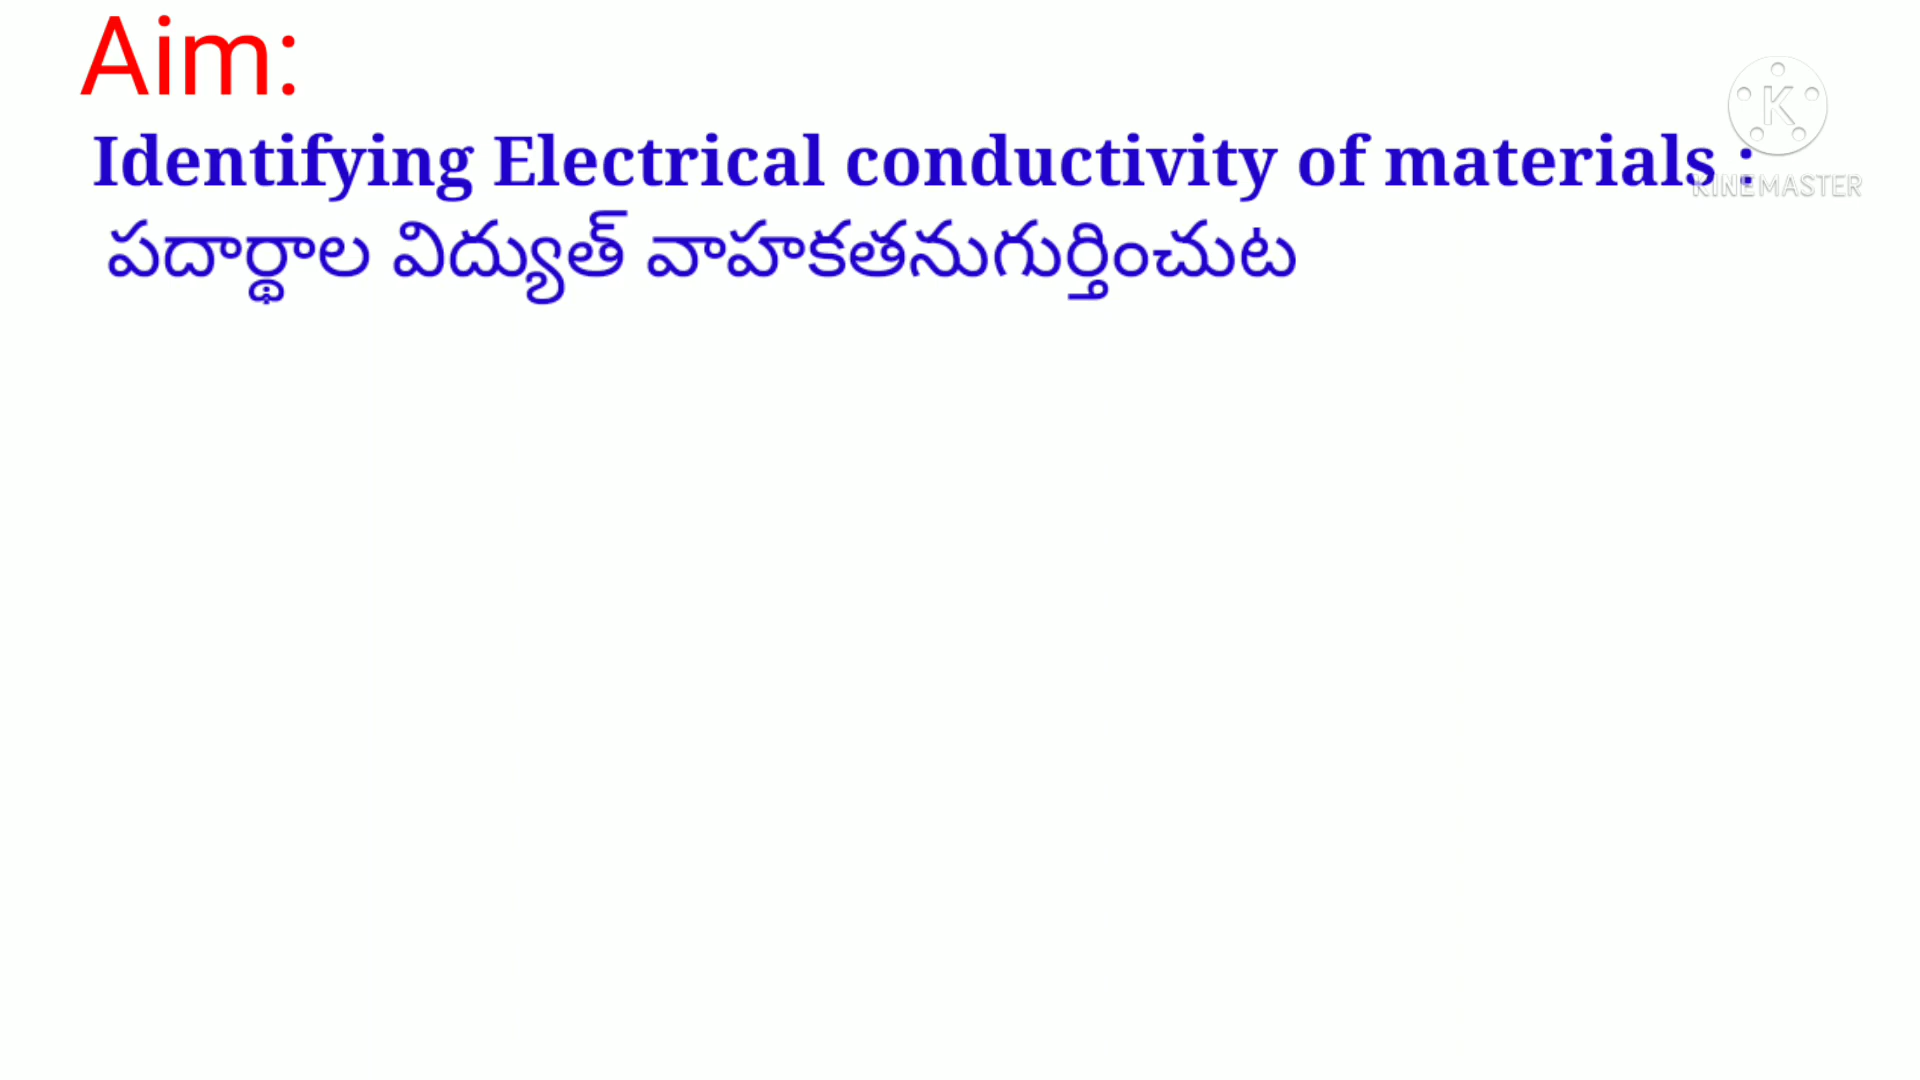 Aim:
Identifying Electrical conductivity of materials :
పదార్థాల విద్యుత్ వాహకతనుగుర్తించుట
K
KINEMASTER